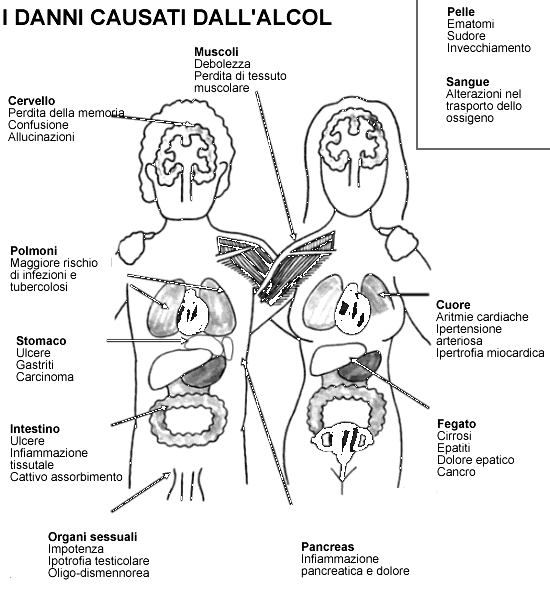 I DANNI CAUSATI DALL'ALCOL
Pelle
Ematomi
Sudore
Invecchiamento
Sangue
Alterazioni nel
trasporto dello
ossigeno
Muscoli
Debolezza
Perdita di tessuto
muscolare
Cervello
Perdita della memoria
Confusione
Allucinazioni
Polmoni
Maggiore rischio
di infezioni e
tubercolosi
Cuore
Aritmie cardiache
Ipertensione
arteriosa
Ipertrofia miocardica
Stomaco
Ulcere
Gastriti
Carcinoma
Intestino
Ulcere
Infiammazione
tissutale
Cattivo assorbimento
Fegato
Cirrosi
Epatiti
Dolore epatico
Cancro
Organi sessuali
Impotenza
Ipotrofia testicolare
Oligo-dismennorea
Pancreas
Infiammazione
pancreatica e dolore